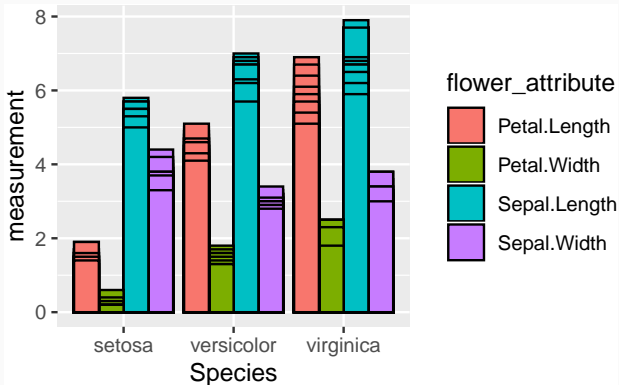 8
6
4
2
0
measurement
setosa versicolor virginica
Species
flower_attribute
Petal.Length
Petal.Width
Sepal.Length
Sepal.Width